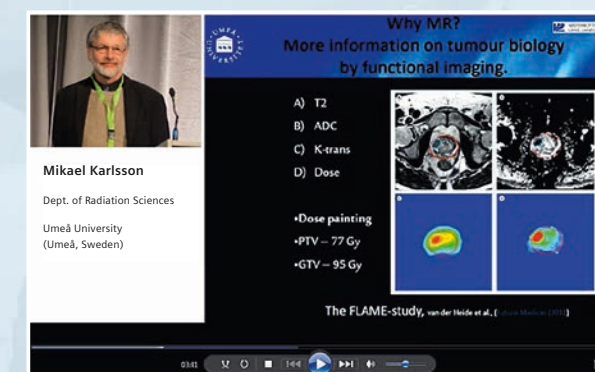 Why MR?
More information on tumour biology
by functional imaging.
A) T2
B) ADC
C) K-trans
D) Dose
•Dose painting
•PTV – 77 Gy
•GTV – 95 Gy
The FLAME-study, van der Heide et al., (
Mikael Karlsson
Dept. of Radiation Sciences
Umeå University
(Umeå, Sweden)
03:41